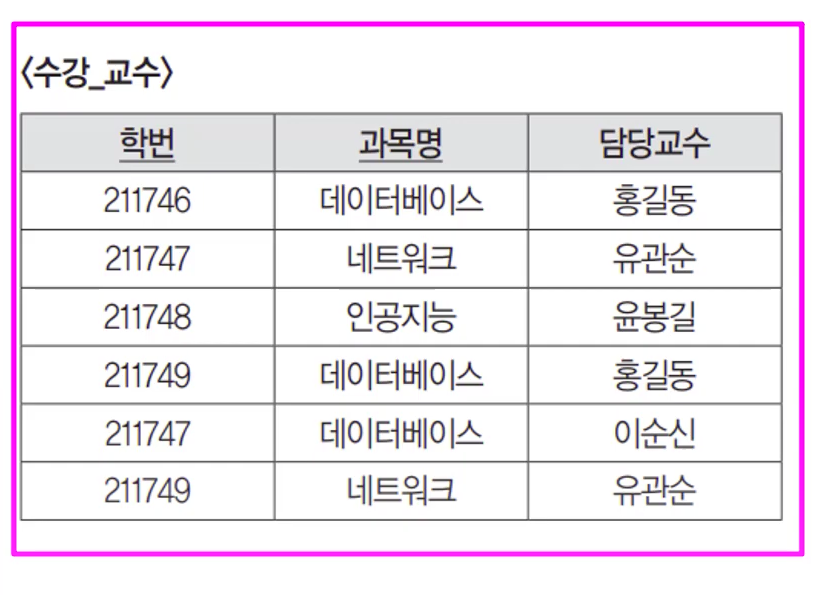 <수강_교수>
학번 과목명 담당교수
211746 데이터베이스 홍길동
211747 네트워크 유관순
211748 인공지능 윤봉길
211749 데이터베이스 홍길동
211747 데이터베이스 이순신
211749 네트워크 유관순